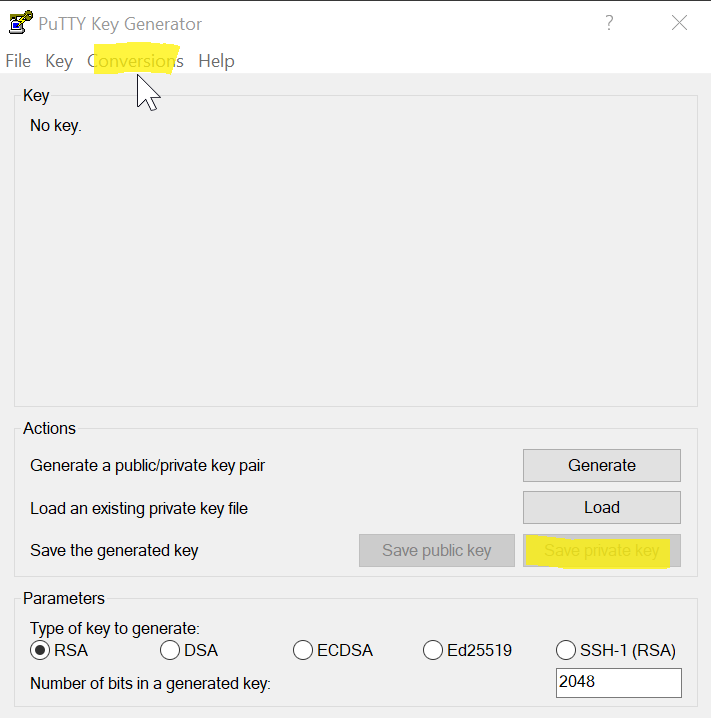 PuTTY Key Generator ?
File Key Conversions Help
Key
No key.
Actions
Generate a public/private key pair Generate
Load an existing private key file Load
Save the generated key Save public key Save private key
Parameters
Type of key to generate:
RSA DSA ECDSA Ed25519 SSH-1 (RSA)
Number of bits in a generated key: 2048